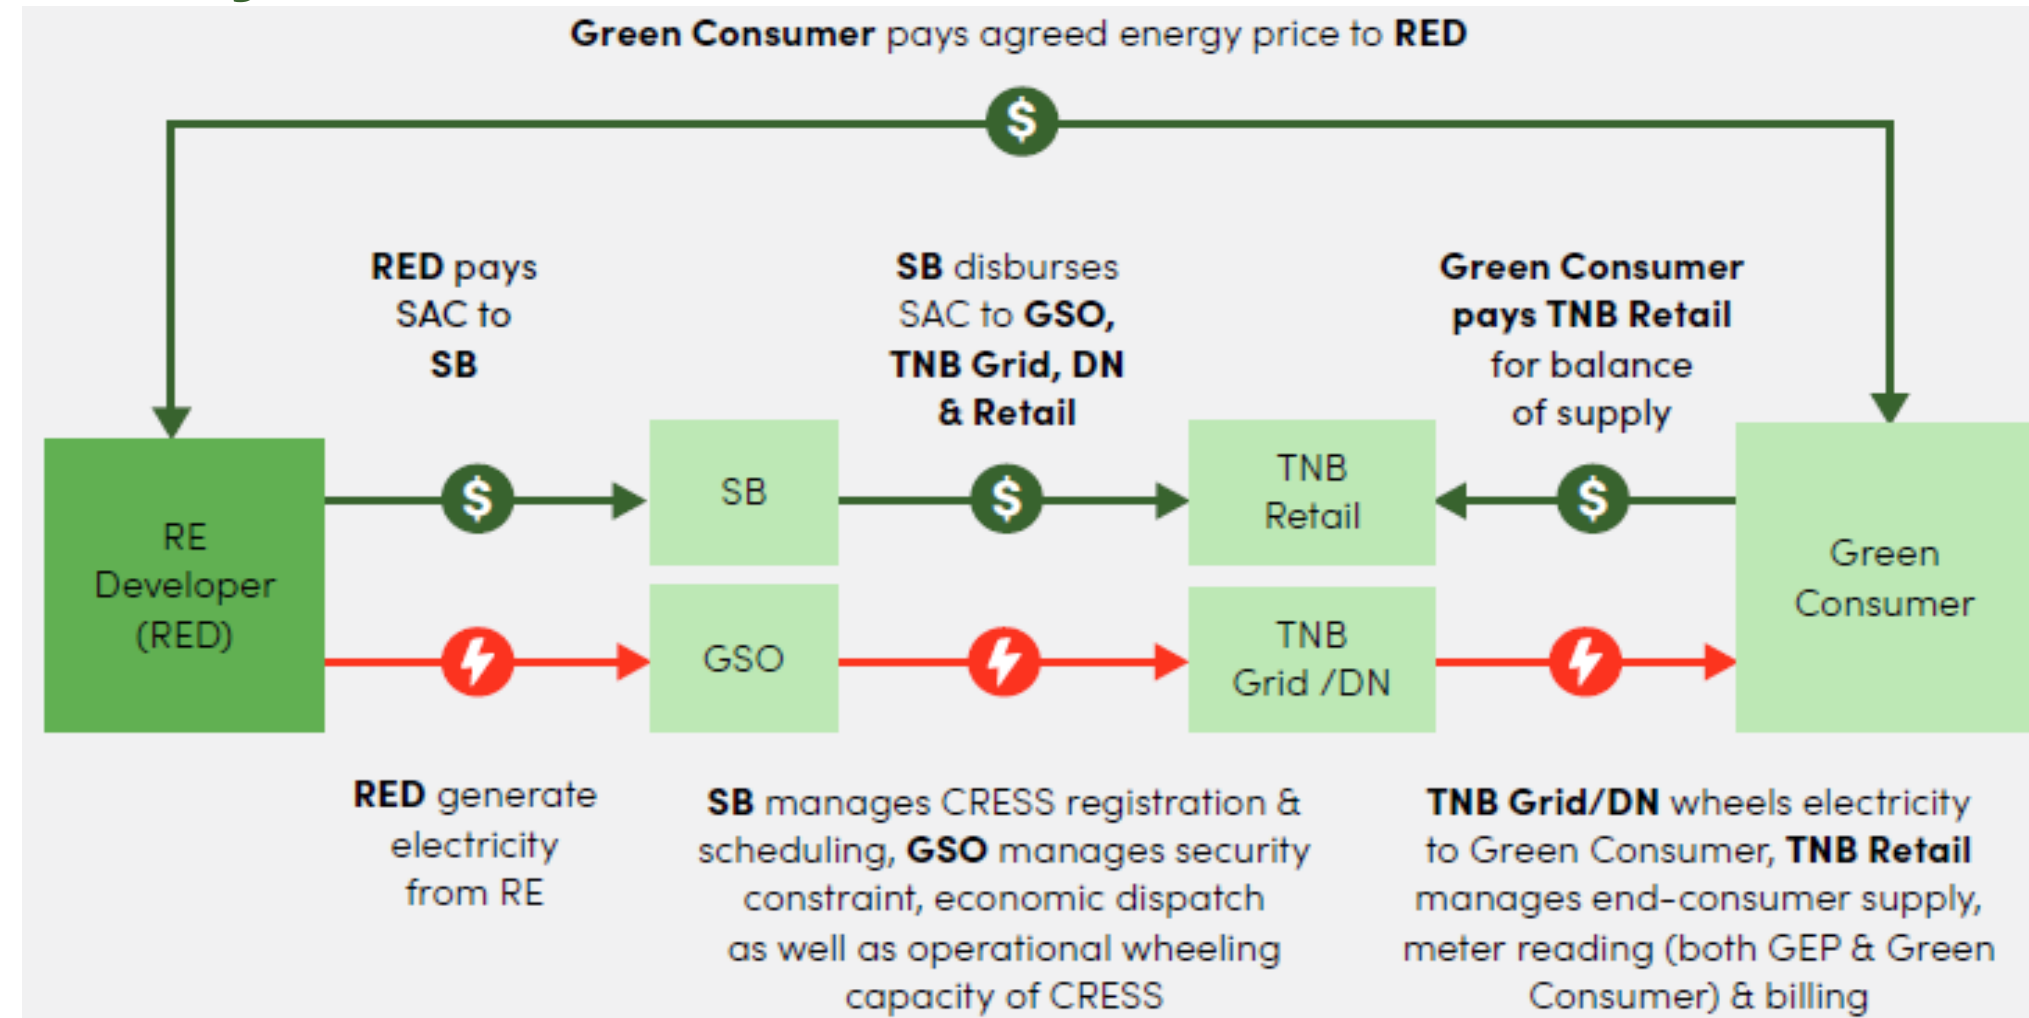 Green Consumer pays agreed energy price to RED
$
RED pays
SAC to
SB
SB disburses
SAC to GSO,
TNB Grid, DN
& Retail
Green Consumer
pays TNB Retail
for balance
of supply
RE
Developer
(RED)
$
SB
$
TNB
Retail
$
Green
Consumer
GSO
TNB
Grid /DN
RED generate
electricity
from RE
SB manages CRESS registration &
scheduling, GSO manages security
constraint, economic dispatch
as well as operational wheeling
capacity of CRESS
TNB Grid/DN wheels electricity
to Green Consumer, TNB Retail
manages end-consumer supply,
meter reading (both GEP & Green
Consumer) & billing